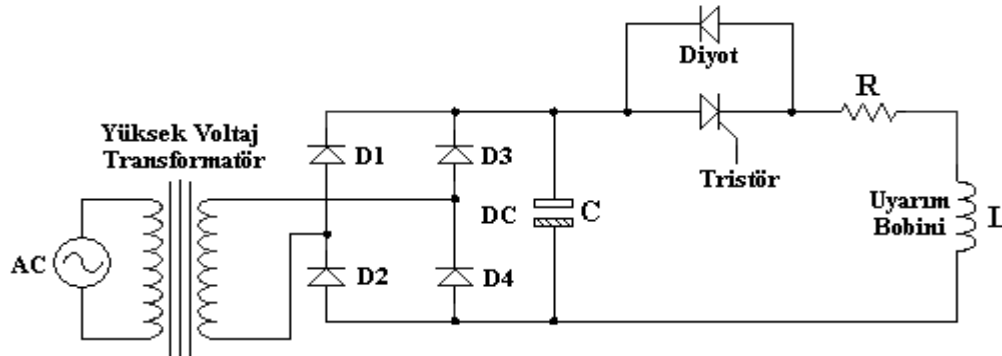 Diyot
R
Yüksek Voltaj
Transformatör
D1
D3
Tristör
DC
C
Uyarım
Bobini
L
AC
D2
D4